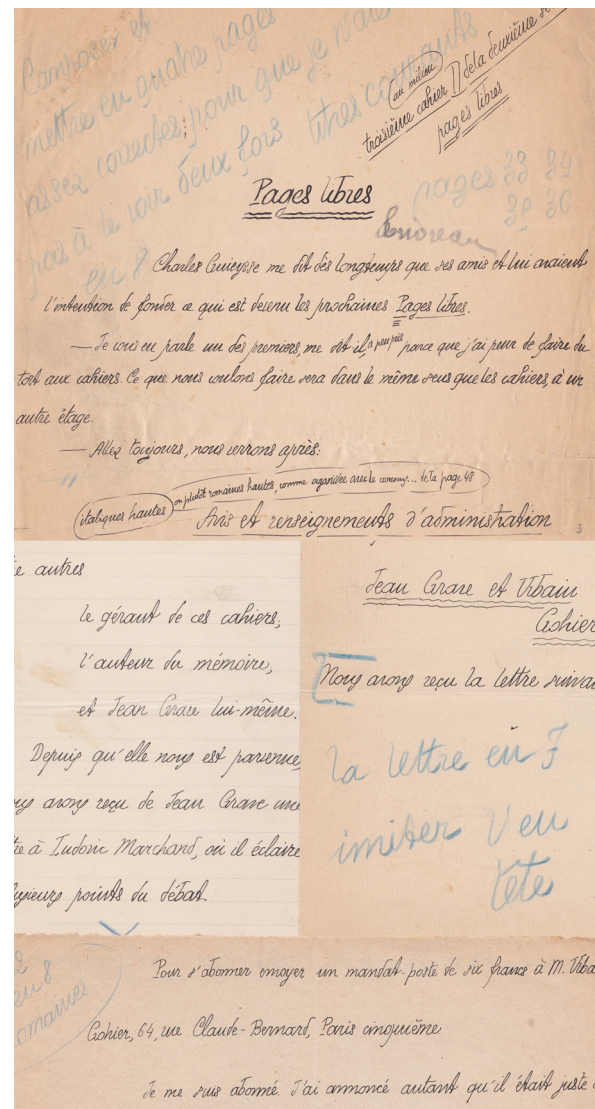 Composer et
mettre en quatre pages
assez correctes pour que je n'aie
pas à le voir deux fois titres courants
en 8
au milieu
troisième cahier II de la deuxième
pages libres
pages 33 34
35 36
Pages libres
Charles Guieysse me dit dès longtemps que ses amis et lui avaient
l'intention de fonder ce qui est devenu les prochaines Pages libres.
— Je vous en parle un des premiers, me dit-il, à peu près parce que j'ai peur de faire du
tort aux cahiers. Ce que nous voulons faire sera dans le même sens que les cahiers, à un
autre étage.
— Allez toujours, nous verrons après.
italiques hautes ou plutôt romaines hautes, comme organisée avec le concours... de la page 48
Avis et renseignements d'administration
3
autres
le gérant de ces cahiers,
l'auteur du mémoire,
et Jean Grave lui-même.
Depuis qu'elle nous est parvenue,
avons reçu de Jean Grave une
à Ludovic Marchand, où il éclaire
points du débat.
Jean Grave et Urbain
Gohier
Nous avons reçu la lettre
la lettre en 7
imiter V en
tête
en 8
romaines
Pour s'abonner envoyer un mandat-poste de six francs à M.
Gohier, 64, rue Claude-Bernard, Paris cinquième
Je me suis abonné. J'ai annoncé autant qu'il était juste